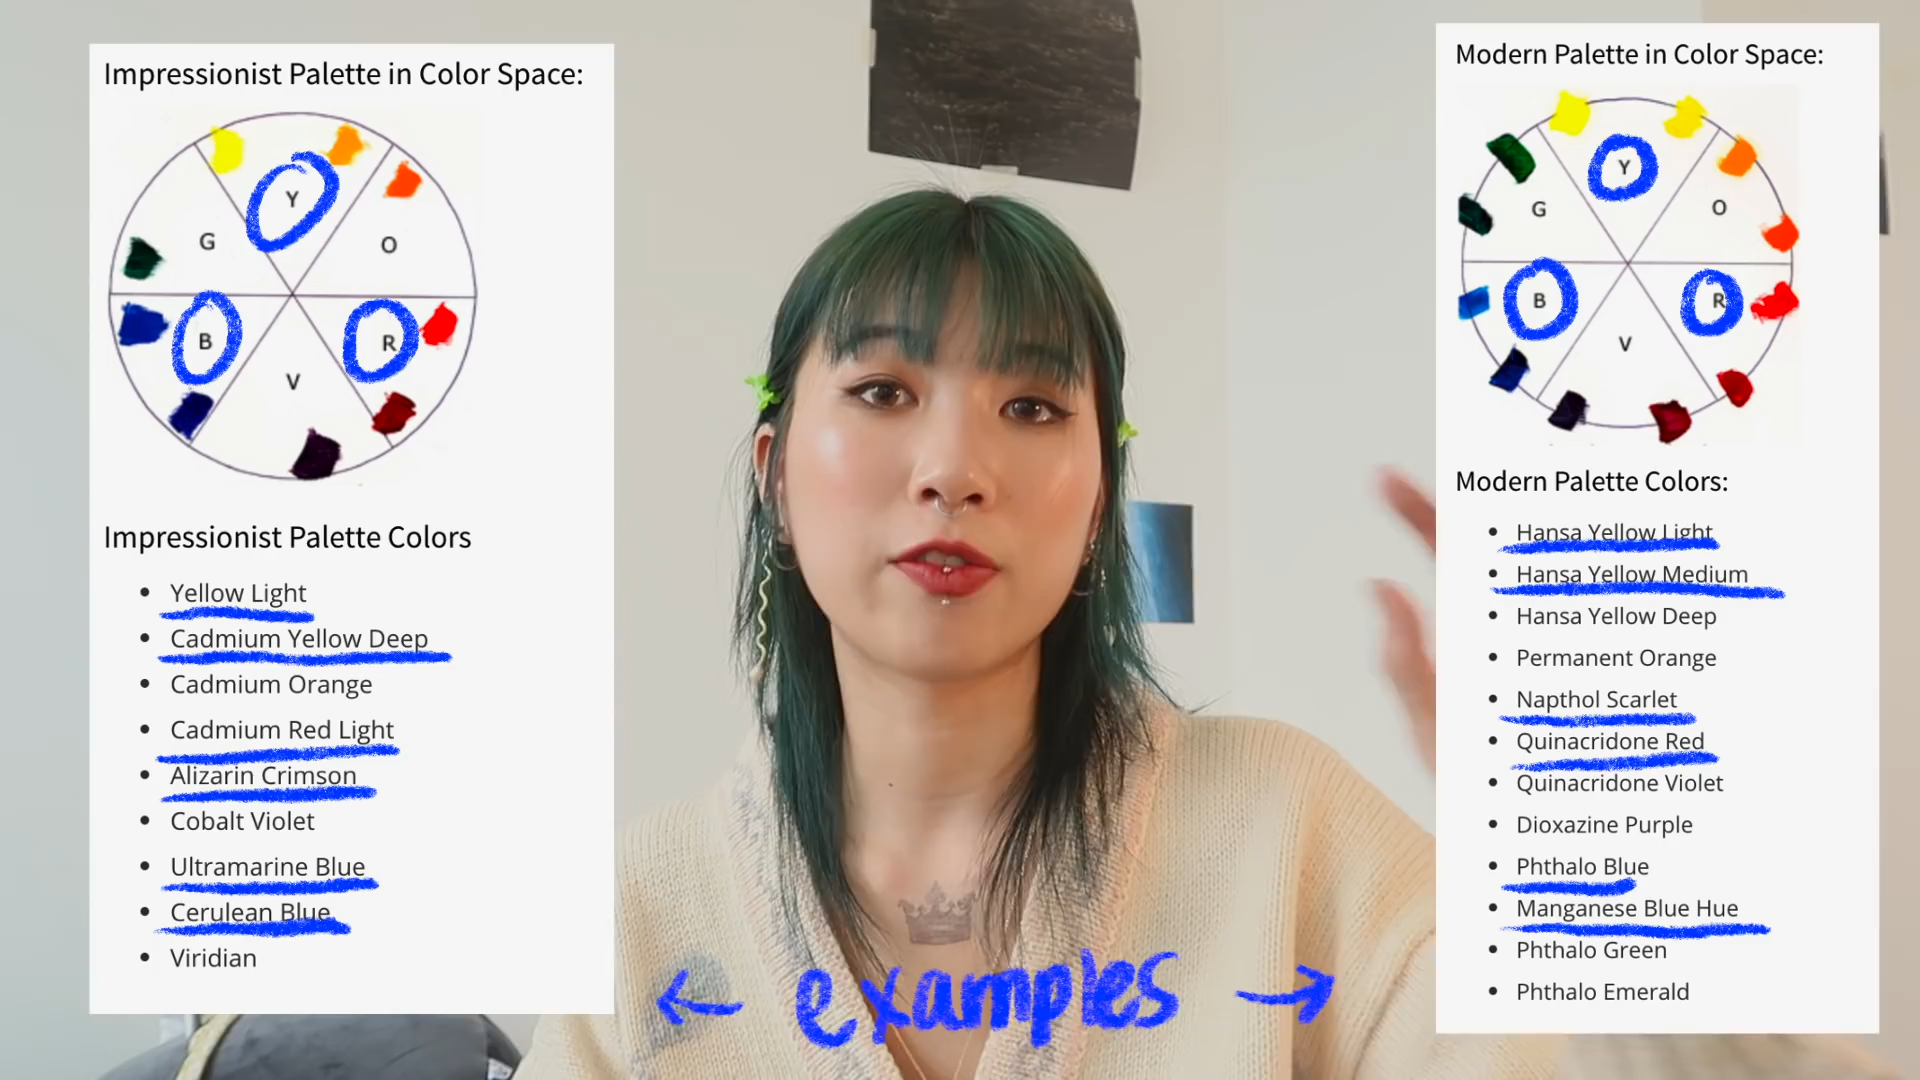 Impressionist Palette in Color Space:
Y
G
O
B
R
V
Impressionist Palette Colors
Yellow Light
Cadmium Yellow Deep
Cadmium Orange
Cadmium Red Light
Alizarin Crimson
Cobalt Violet
Ultramarine Blue
Cerulean Blue
Viridian
← examples →
Modern Palette in Color Space:
Y
G
O
B
R
V
Modern Palette Colors:
Hansa Yellow Light
Hansa Yellow Medium
Hansa Yellow Deep
Permanent Orange
Napthol Scarlet
Quinacridone Red
Quinacridone Violet
Dioxazine Purple
Phthalo Blue
Manganese Blue Hue
Phthalo Green
Phthalo Emerald